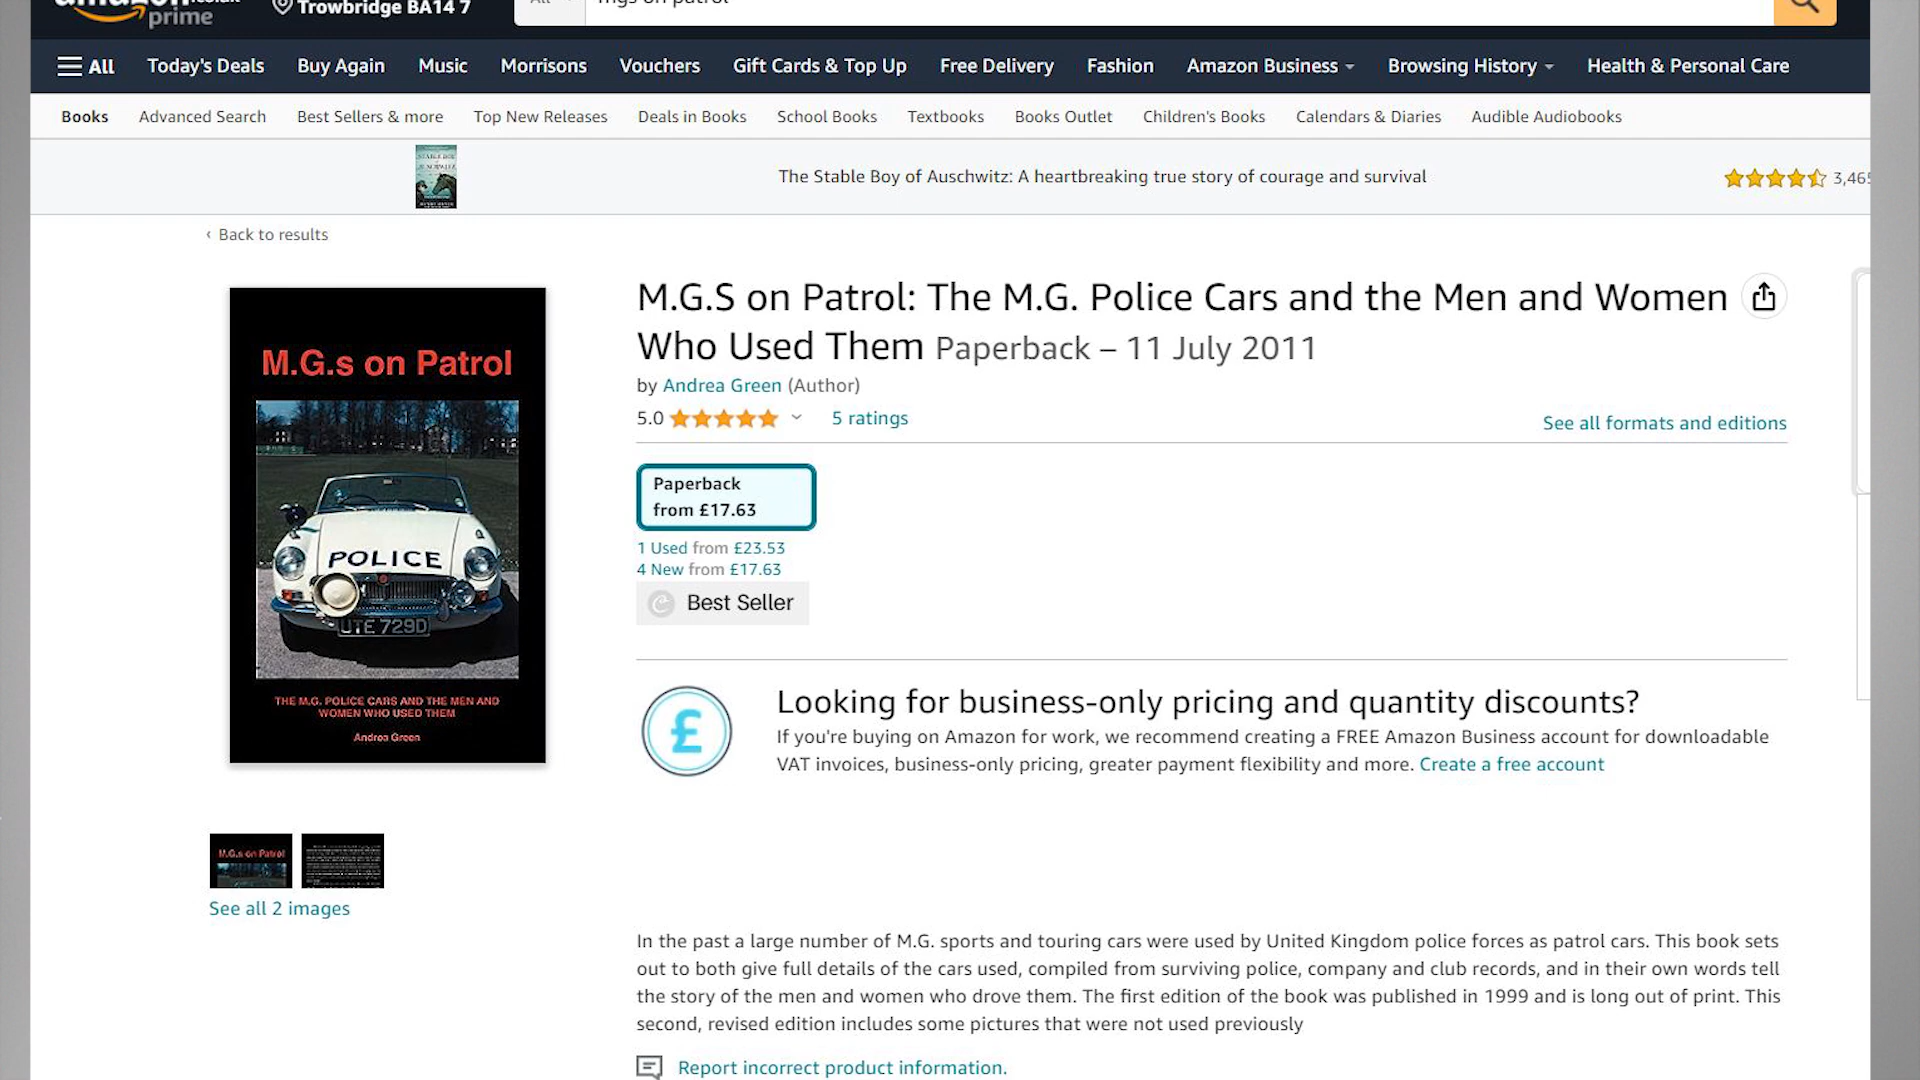 prime
Trowbridge BA14 7
All
All Today's Deals Buy Again Music Morrisons Vouchers Gift Cards & Top Up Free Delivery Fashion Amazon Business Browsing History Health & Personal Care
Books Advanced Search Best Sellers & more Top New Releases Deals in Books School Books Textbooks Books Outlet Children's Books Calendars & Diaries Audible Audiobooks
The Stable Boy of Auschwitz: A heartbreaking true story of courage and survival
‹ Back to results
M.G.s on Patrol
POLICE
UTE 729D
THE M.G. POLICE CARS AND THE MEN AND
WOMEN WHO USED THEM
Andrea Green
M.G.s on Patrol
See all 2 images
M.G.S on Patrol: The M.G. Police Cars and the Men and Women
Who Used Them Paperback – 11 July 2011
by Andrea Green (Author)
5.0 5 ratings
See all formats and editions
Paperback
from £17.63
1 Used from £23.53
4 New from £17.63
Best Seller
£
Looking for business-only pricing and quantity discounts?
If you're buying on Amazon for work, we recommend creating a FREE Amazon Business account for downloadable
VAT invoices, business-only pricing, greater payment flexibility and more. Create a free account
In the past a large number of M.G. sports and touring cars were used by United Kingdom police forces as patrol cars. This book sets
out to both give full details of the cars used, compiled from surviving police, company and club records, and in their own words tell
the story of the men and women who drove them. The first edition of the book was published in 1999 and is long out of print. This
second, revised edition includes some pictures that were not used previously
Report incorrect product information.